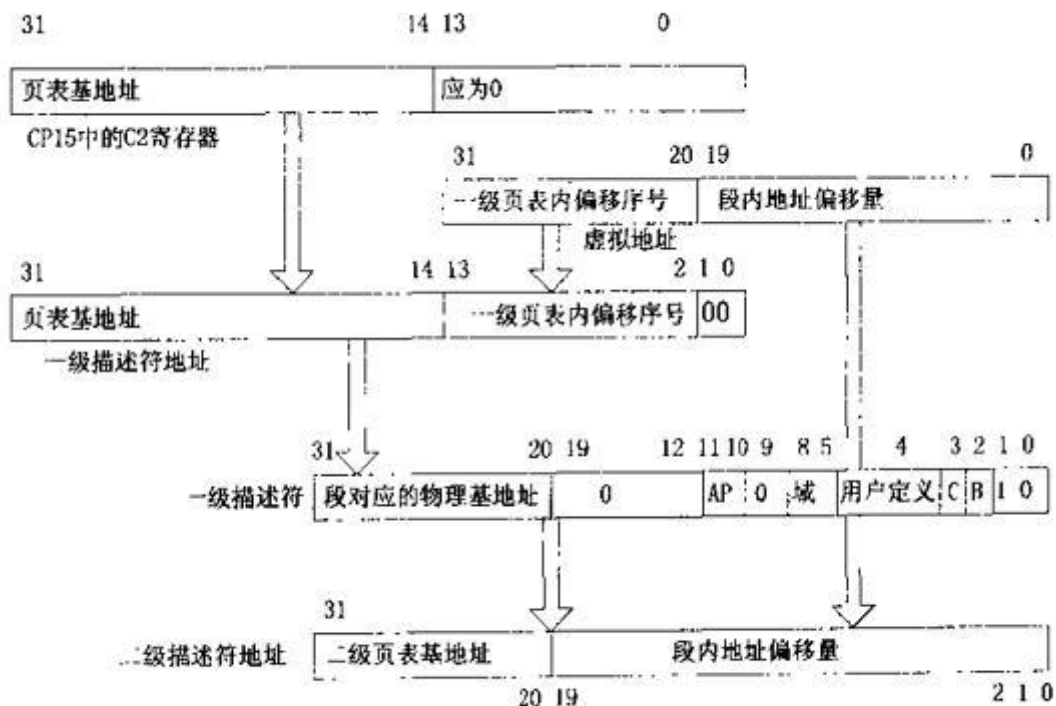 31 14 13 0
页表基地址 应为0
CP15中的C2寄存器
31 20 19 0
一级页表内偏移序号 段内地址偏移量
虚拟地址
31 14 13 2 1 0
页表基地址 一级页表内偏移序号 00
一级描述符地址
31 20 19 12 11 10 9 8 5 4 3 2 1 0
一级描述符 段对应的物理基地址 0 AP 0 域 用户定义 C B 1 0
31
二级描述符地址 二级页表基地址 段内地址偏移量
20 19 2 1 0